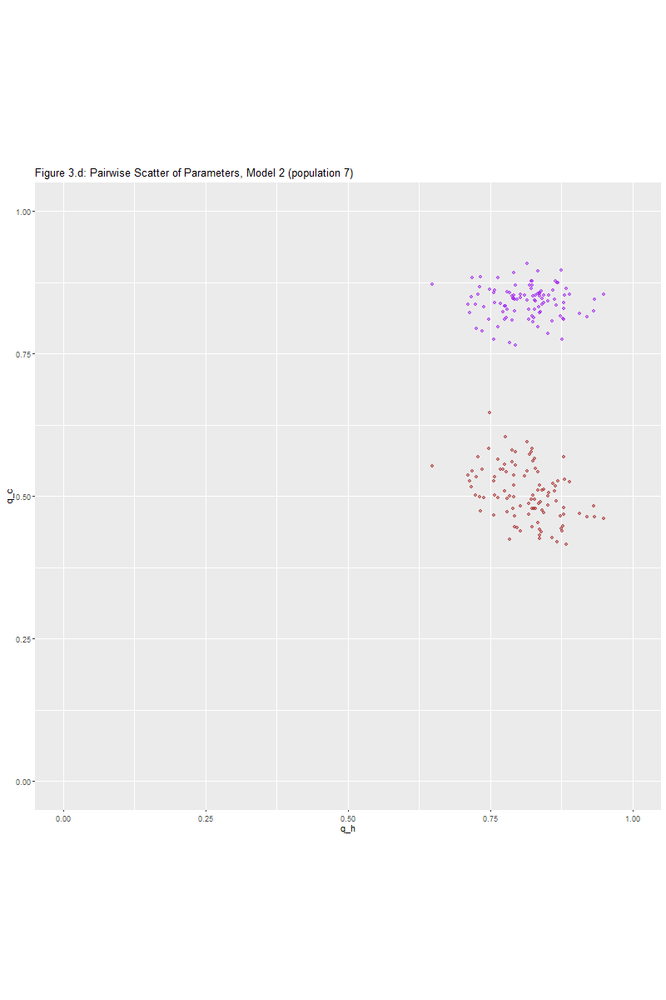 Figure 3.d: Pairwise Scatter of Parameters, Model 2 (population 7)
1.00
0.75
q_c
0.50
0.25
0.00
0.00 0.25 0.50 0.75 1.00
q_h